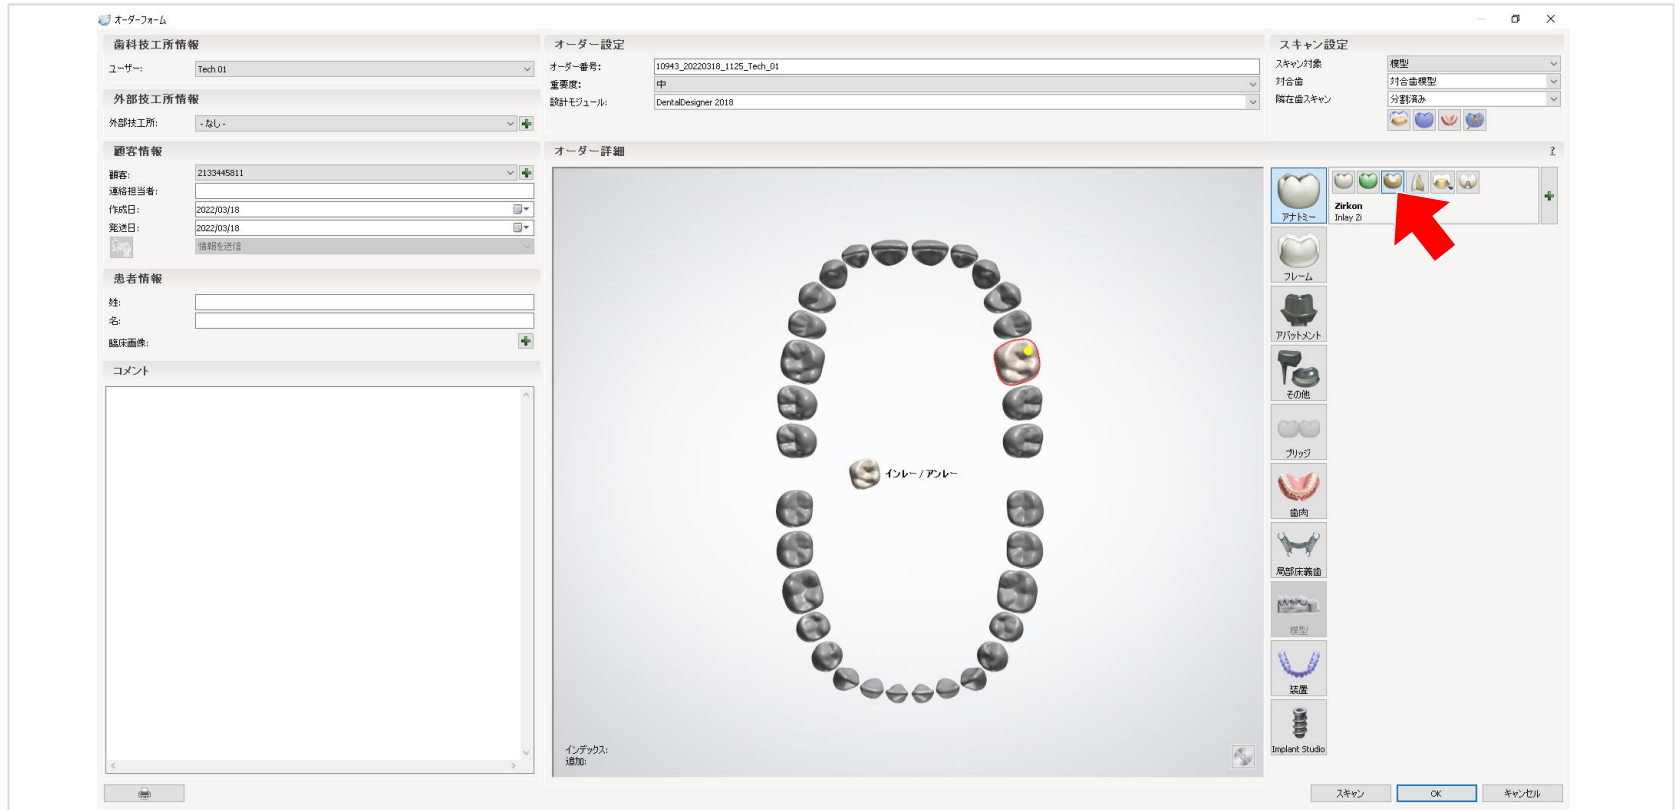 オーダーフォーム
歯科技工所情報
ユーザー:
Tech 01
外部技工所情報
外部技工所:
- なし -
顧客情報
顧客:
2133445811
連絡担当者:
作成日:
2022/03/18
発送日:
2022/03/18
情報を送信
患者情報
姓:
名:
臨床画像:
コメント
オーダー設定
オーダー番号:
10943_20220318_1125_Tech_01
重要度:
中
設計モジュール:
DentalDesigner 2018
スキャン設定
スキャン対象
模型
対合歯
対合歯模型
隣在歯スキャン
分割済み
オーダー詳細
?
インレー / アンレー
インデックス:
追加:
アナトミー
Zirkon
Inlay Zi
フレーム
アバットメント
その他
ブリッジ
歯肉
局部床義歯
模型
装置
Implant Studio
スキャン
OK
キャンセル